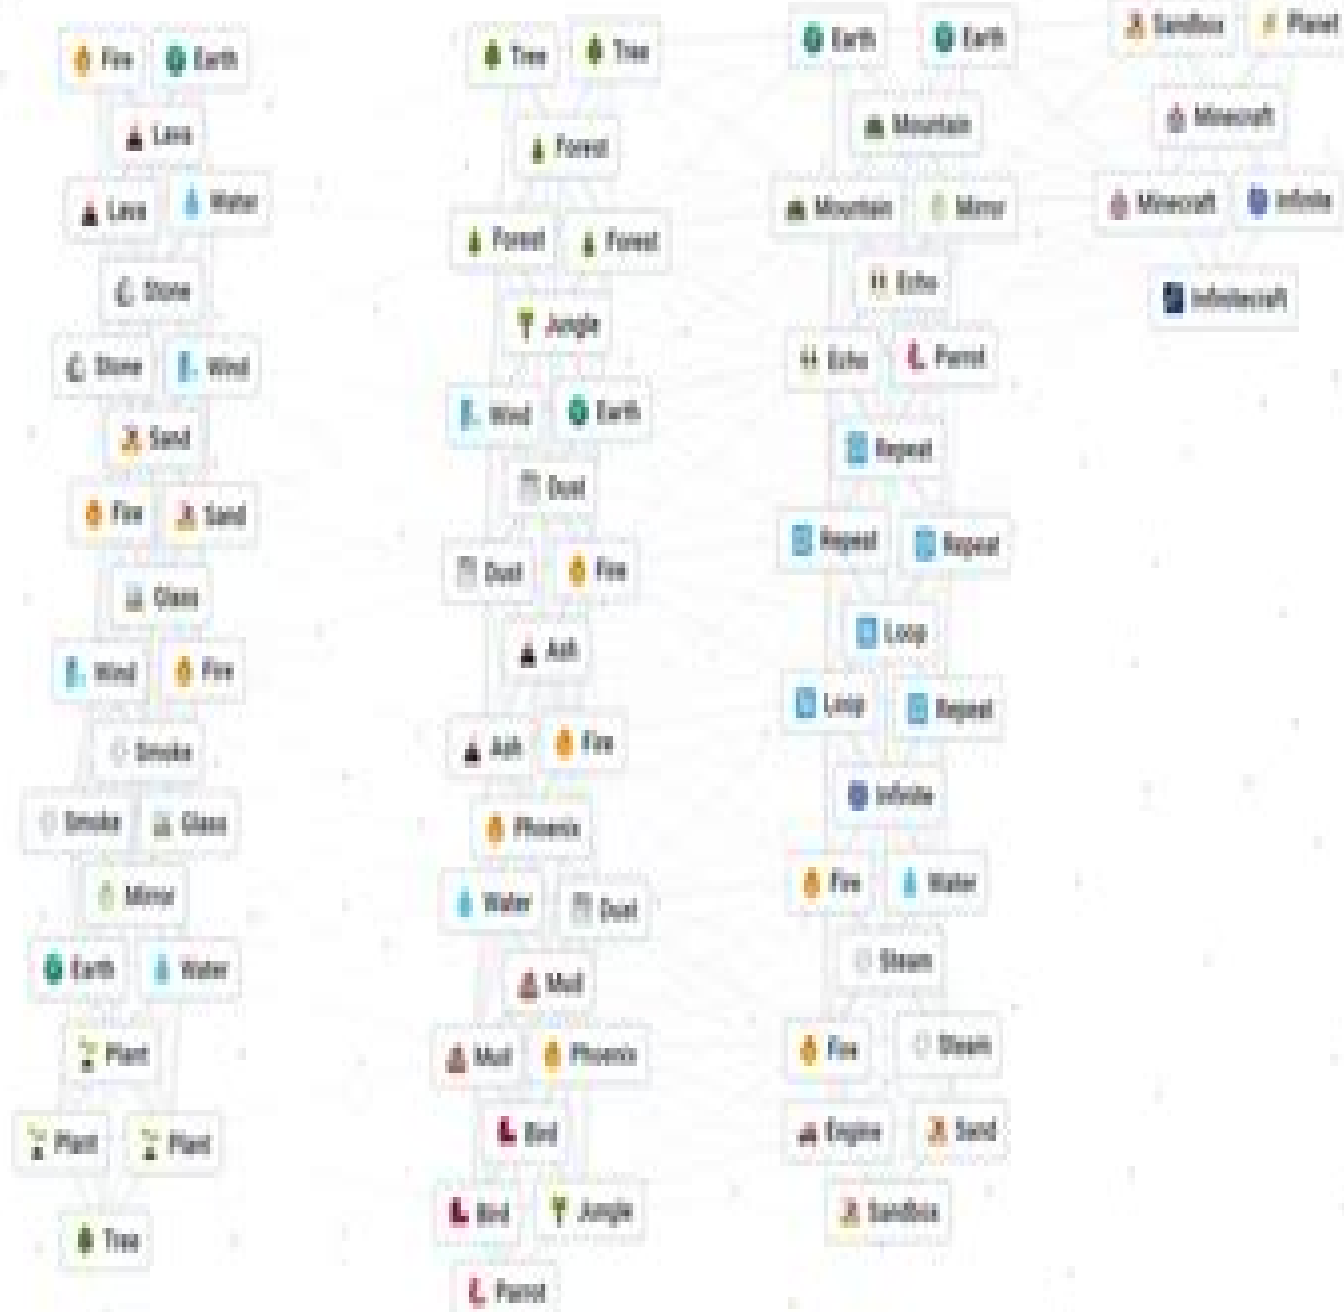 Fire Earth
Lava
Lava Water
Stone
Stone Wind
Sand
Fire Sand
Glass
Wind Fire
Smoke
Smoke Glass
Mirror
Earth Water
Plant
Plant Plant
Tree
Tree Tree
Forest
Forest Forest
Jungle
Wind Earth
Dust
Dust Fire
Ash
Ash Fire
Phoenix
Water Dust
Mud
Mud Phoenix
Bird
Bird Jungle
Parrot
Earth Earth
Mountain
Mountain Mirror
Echo
Echo Parrot
Repeat
Repeat Repeat
Loop
Loop Repeat
Infinite
Fire Water
Steam
Fire Steam
Engine Sand
Sandbox
Sandbox Planet
Minecraft
Minecraft Infinite
Infinitecraft